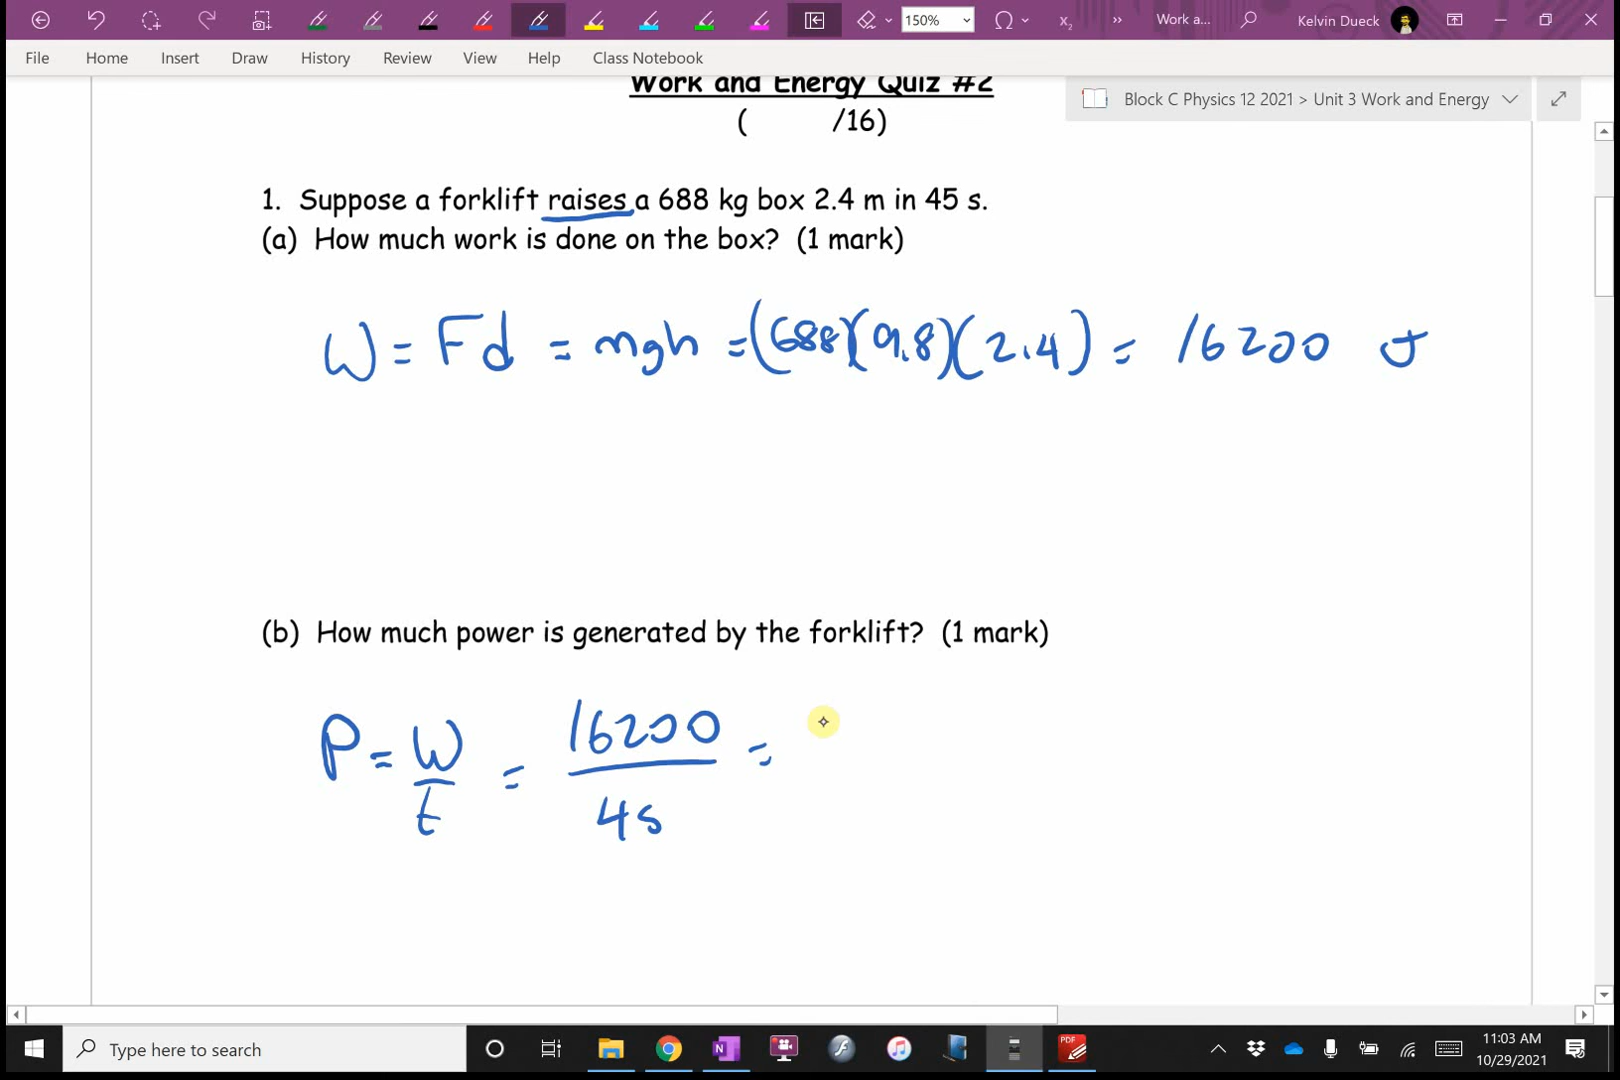 150%
Ω
x₂
Work a...
Kelvin Dueck
File Home Insert Draw History Review View Help Class Notebook
Work and Energy Quiz #2
Block C Physics 12 2021 > Unit 3 Work and Energy
( /16)
1. Suppose a forklift raises a 688 kg box 2.4 m in 45 s.
(a) How much work is done on the box? (1 mark)
W = Fd = mgh = (688)(9.8)(2.4) = 16200 J
(b) How much power is generated by the forklift? (1 mark)
P = W/t = 16200/45 =
Type here to search
PDF
11:03 AM
10/29/2021